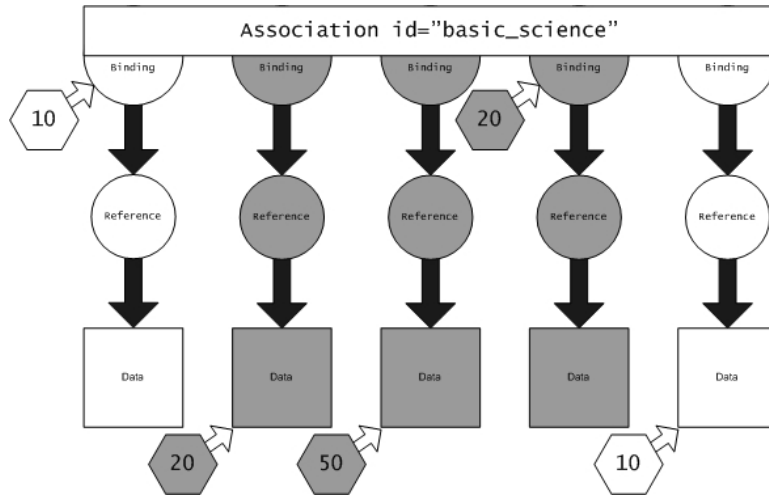 Association id=”basic_science”
Binding Binding Binding Binding Binding
10 20
Reference Reference Reference Reference Reference
Data Data Data Data Data
20 50 10